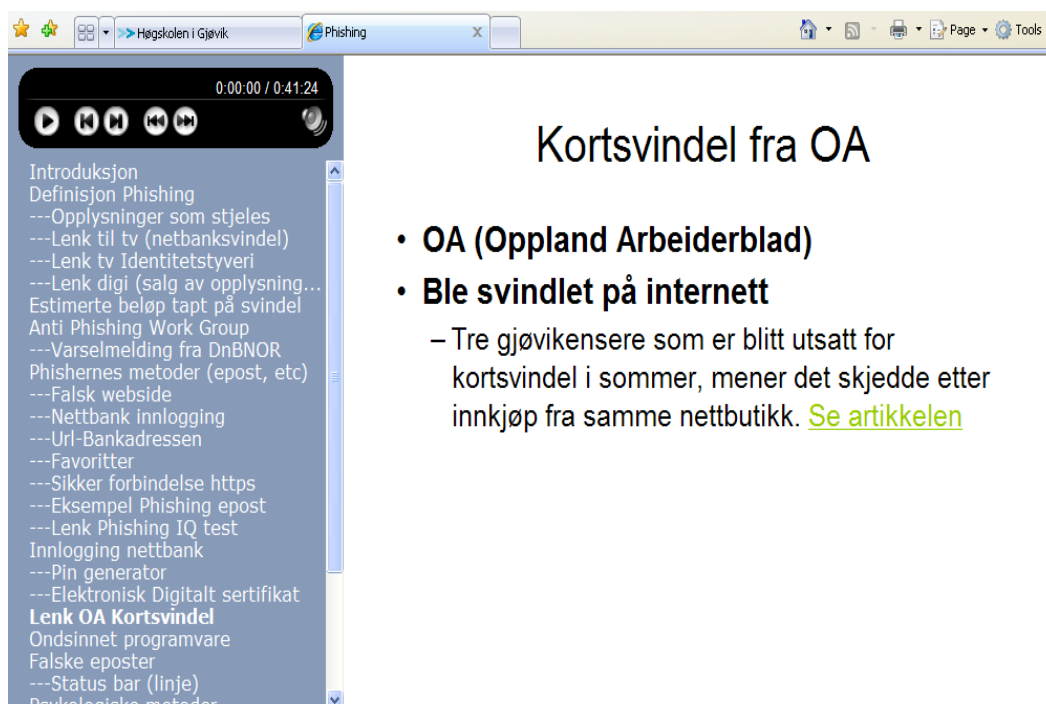 Høgskolen i Gjøvik
Phishing
Page
Tools
0:00:00 / 0:41:24
Introduksjon
Definisjon Phishing
---Opplysninger som stjeles
---Lenk til tv (netbanksvindel)
---Lenk tv Identitetstyveri
---Lenk digi (salg av opplysning...
Estimerte beløp tapt på svindel
Anti Phishing Work Group
---Varselmelding fra DnBNOR
Phishernes metoder (epost, etc)
---Falsk webside
---Nettbank innlogging
---Url-Bankadressen
---Favoritter
---Sikker forbindelse https
---Eksempel Phishing epost
---Lenk Phishing IQ test
Innlogging nettbank
---Pin generator
---Elektronisk Digitalt sertifikat
Lenk OA Kortsvindel
Ondsinnet programvare
Falske eposter
---Status bar (linje)
Kortsvindel fra OA
• OA (Oppland Arbeiderblad)
• Ble svindlet på internett
– Tre gjøvikensere som er blitt utsatt for
kortsvindel i sommer, mener det skjedde etter
innkjøp fra samme nettbutikk. Se artikkelen